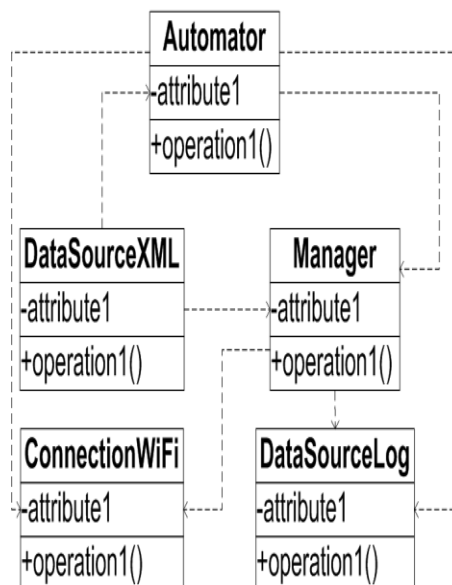 Automator
-attribute1
+operation1()
DataSourceXML
-attribute1
+operation1()
Manager
-attribute1
+operation1()
ConnectionWiFi
-attribute1
+operation1()
DataSourceLog
-attribute1
+operation1()